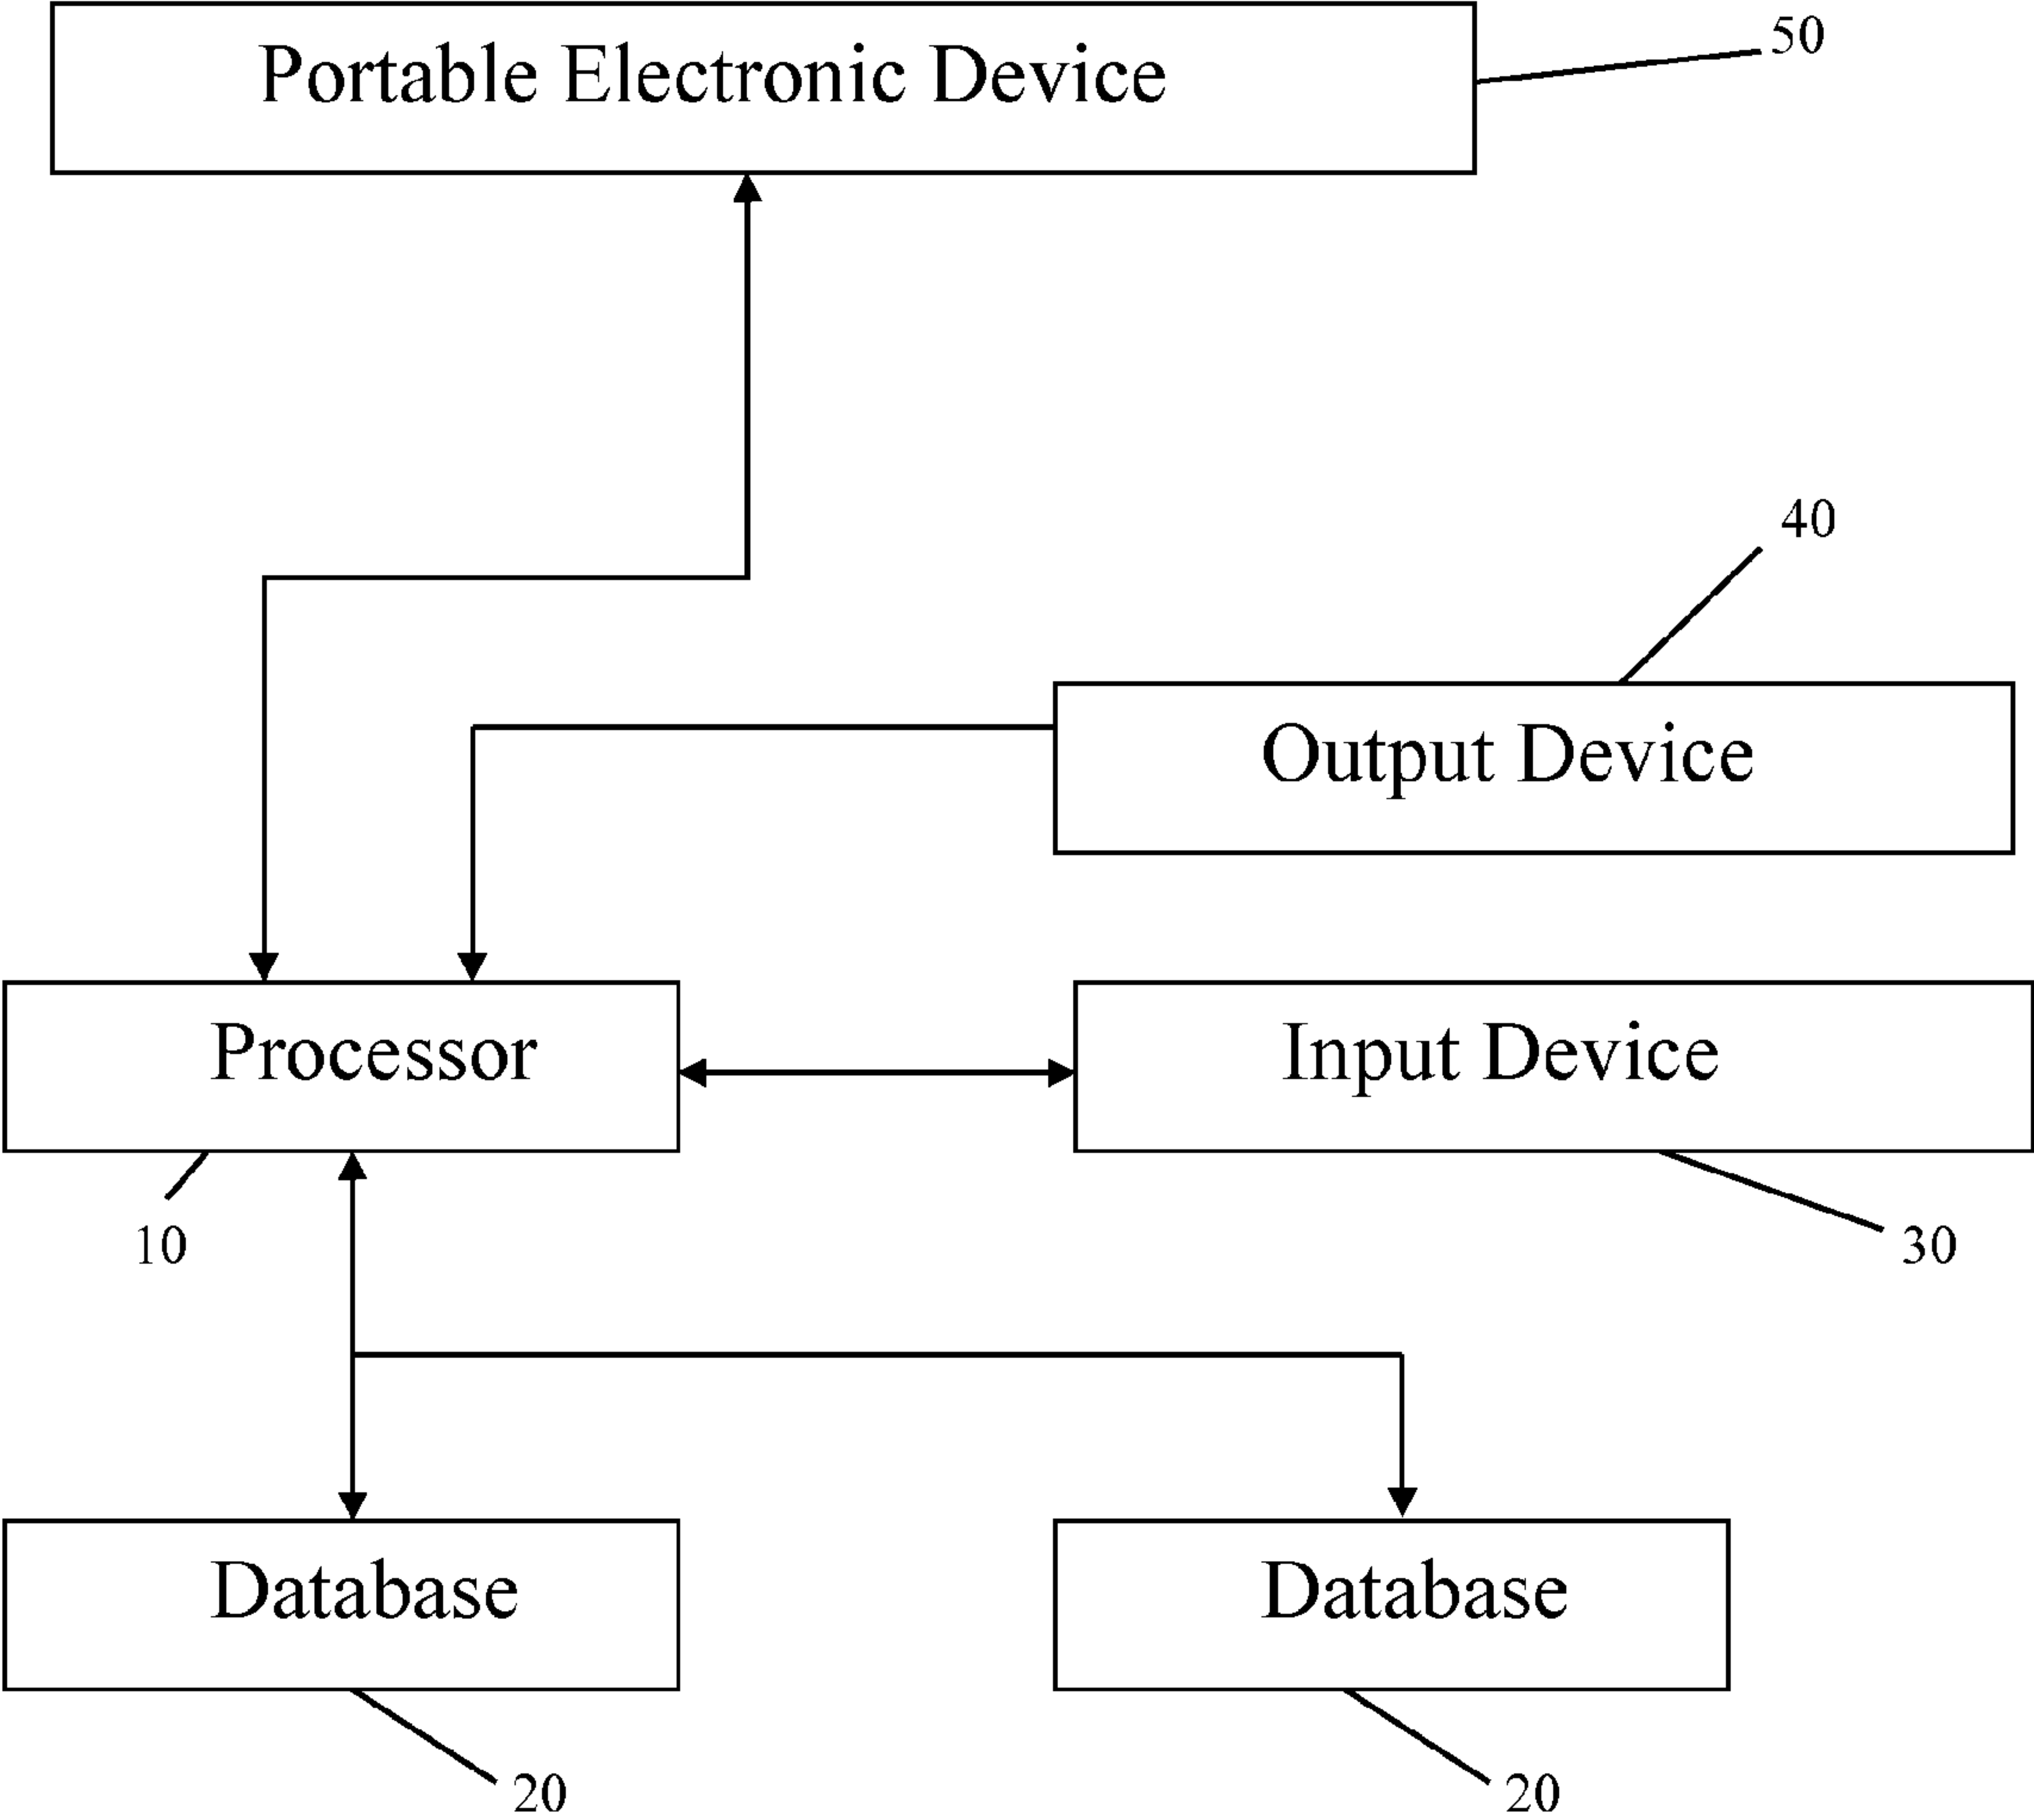 Portable Electronic Device
50
40
Output Device
Processor
Input Device
10
30
Database
Database
20
20